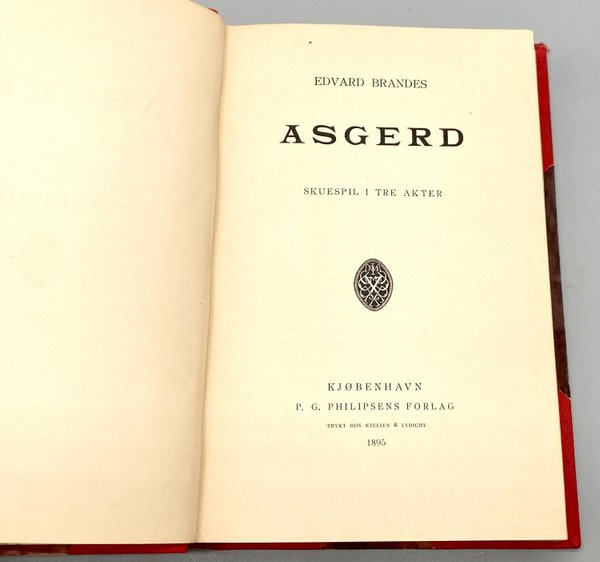 EDVARD BRANDES
ASGERD
SKUESPIL I TRE AKTER
KJØBENHAVN
P. G. PHILIPSENS FORLAG
TRYKT HOS NIELSEN & LYDICHE
1895